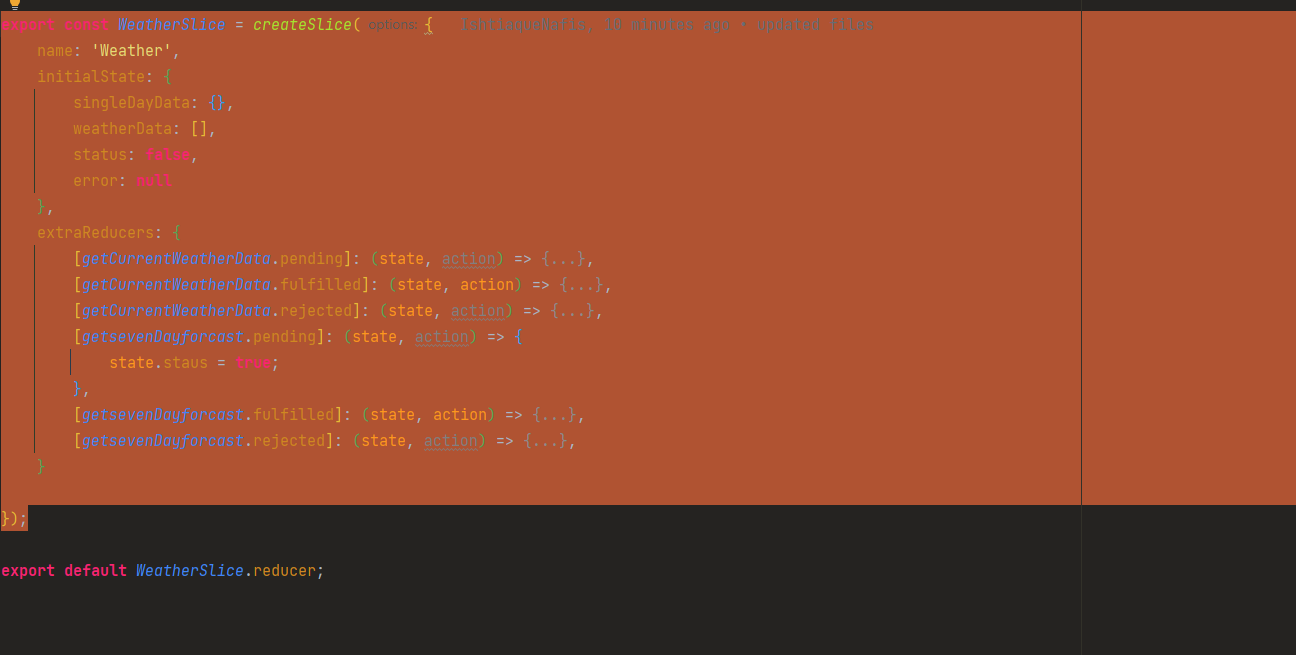 export const WeatherSlice = createSlice( options: {    IshtiaqueNafis, 10 minutes ago • updated files
    name: 'Weather',
    initialState: {
        singleDayData: {},
        weatherData: [],
        status: false,
        error: null
    },
    extraReducers: {
        [getCurrentWeatherData.pending]: (state, action) => {...},
        [getCurrentWeatherData.fulfilled]: (state, action) => {...},
        [getCurrentWeatherData.rejected]: (state, action) => {...},
        [getsevenDayforcast.pending]: (state, action) => {
            state.staus = true;
        },
        [getsevenDayforcast.fulfilled]: (state, action) => {...},
        [getsevenDayforcast.rejected]: (state, action) => {...},
    }
});
export default WeatherSlice.reducer;